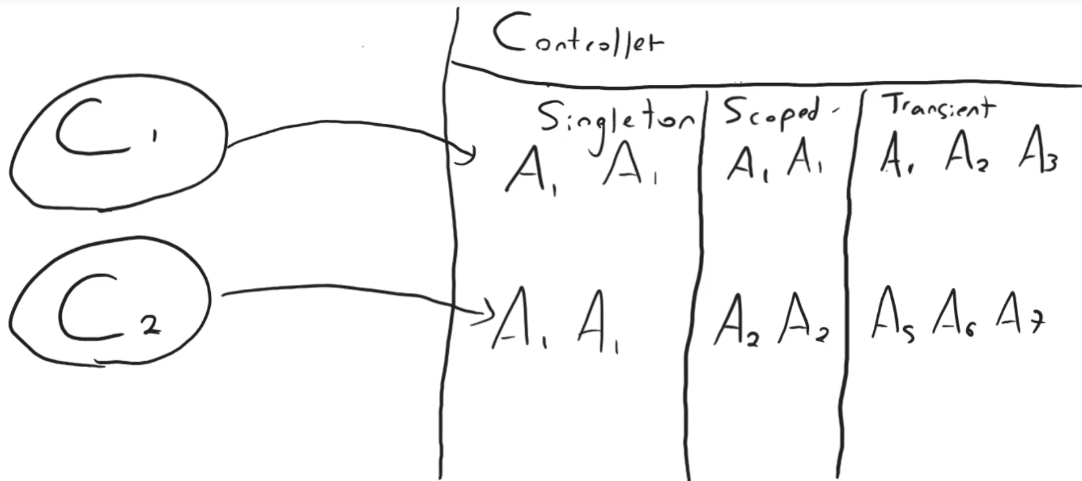 Controller
Singleton Scoped - Transient
C1 A1 A1 A1 A1 A1 A2 A3
C2 A1 A1 A2 A2 A5 A6 A7